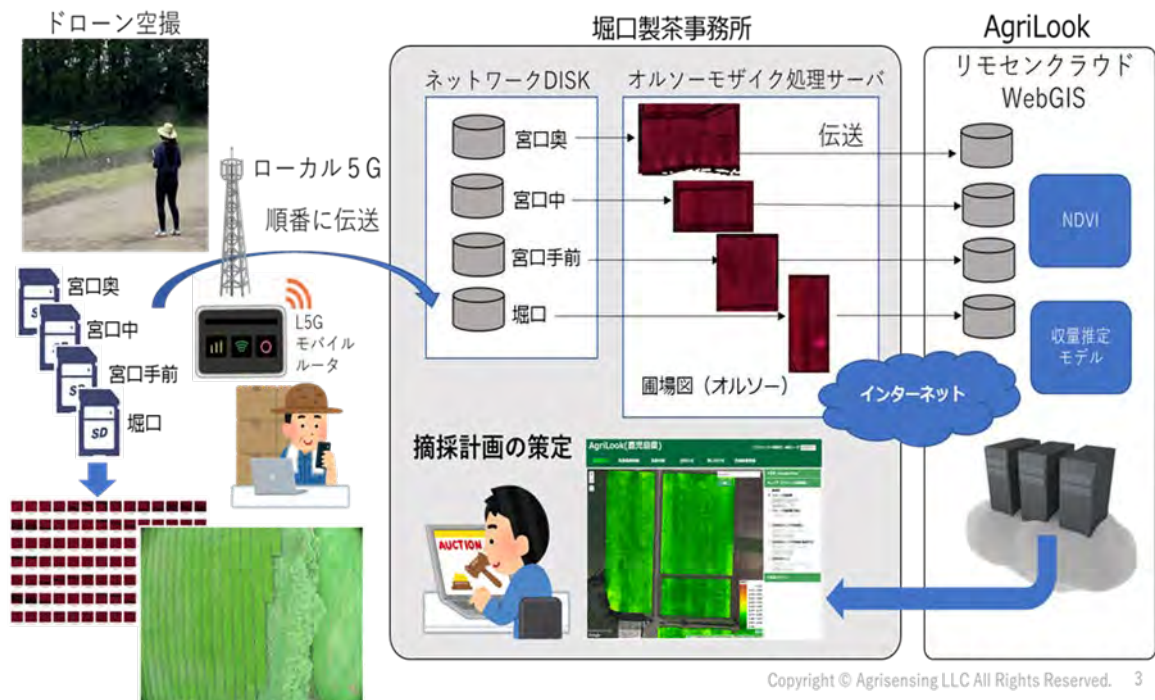 ドローン空撮
宮口奥
宮口中
宮口手前
堀口
SD
ローカル5G
順番に伝送
L5G
モバイル
ルータ
堀口製茶事務所
ネットワークDISK
宮口奥
宮口中
宮口手前
堀口
オルソーモザイク処理サーバ
伝送
圃場図(オルソー)
AgriLook
リモセンクラウド
WebGIS
NDVI
収量推定
モデル
インターネット
摘採計画の策定
AUCTION
AgriLook(鹿児島県)
Copyright © Agrisensing LLC All Rights Reserved. 3